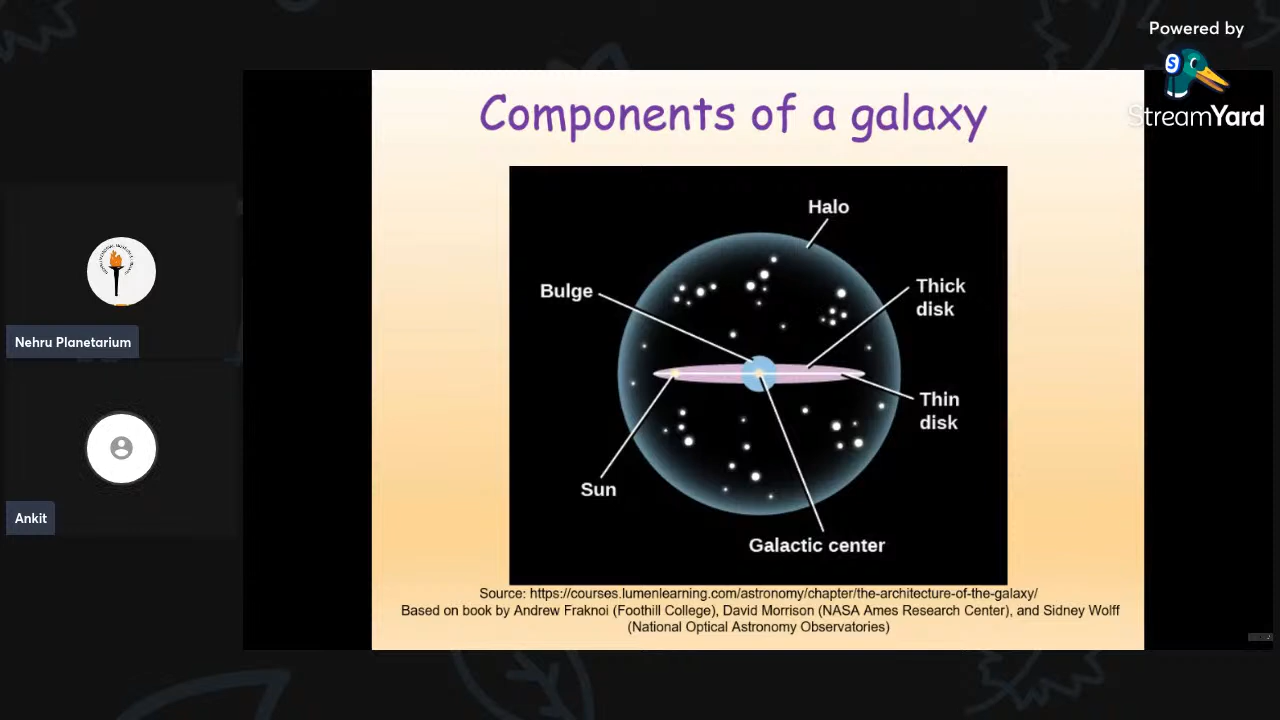 Powered by
StreamYard
Components of a galaxy
Halo
Bulge
Thick
disk
Thin
disk
Sun
Galactic center
Source: https://courses.lumenlearning.com/astronomy/chapter/the-architecture-of-the-galaxy/
Based on book by Andrew Fraknoi (Foothill College), David Morrison (NASA Ames Research Center), and Sidney Wolff
(National Optical Astronomy Observatories)
Nehru Planetarium
Ankit
S